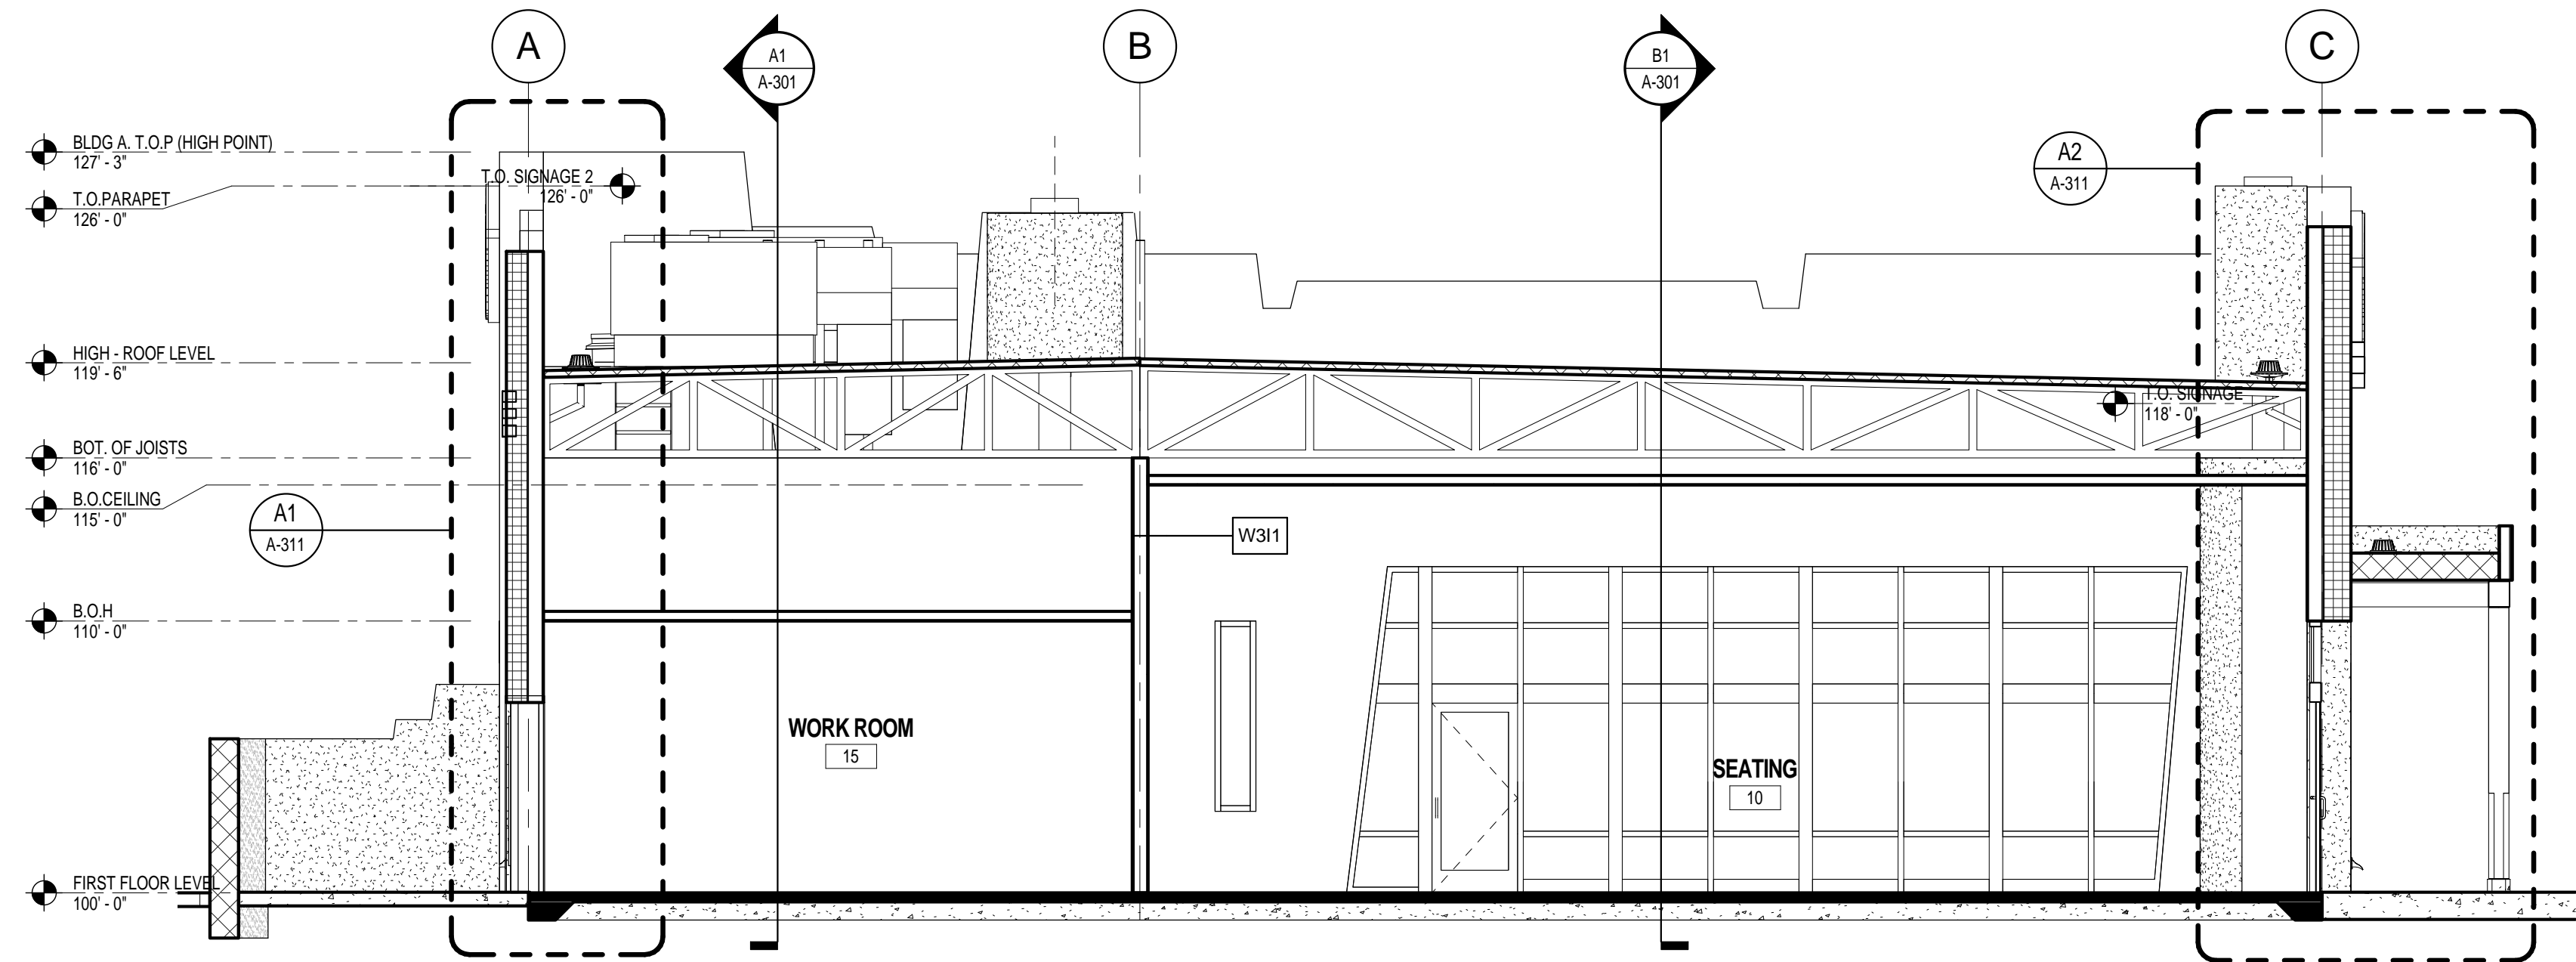 A
B
C
A1
A-301
B1
A-301
BLDG A. T.O.P (HIGH POINT)
127' - 3"
T.O. SIGNAGE 2
126' - 0"
T.O.PARAPET
126' - 0"
A2
A-311
HIGH - ROOF LEVEL
119' - 6"
T.O. SIGNAGE
118' - 0"
BOT. OF JOISTS
116' - 0"
B.O.CEILING
115' - 0"
A1
A-311
W3I1
B.O.H
110' - 0"
WORK ROOM
15
SEATING
10
FIRST FLOOR LEVEL
100' - 0"